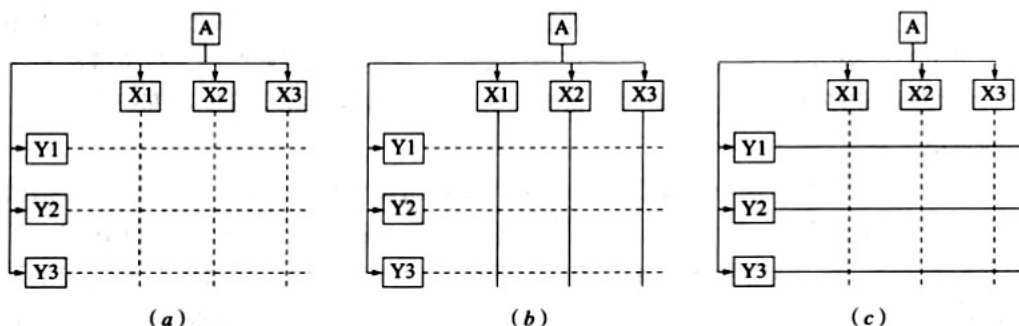 A A A
X1 X2 X3 X1 X2 X3 X1 X2 X3
Y1 Y1 Y1
Y2 Y2 Y2
Y3 Y3 Y3
(a) (b) (c)